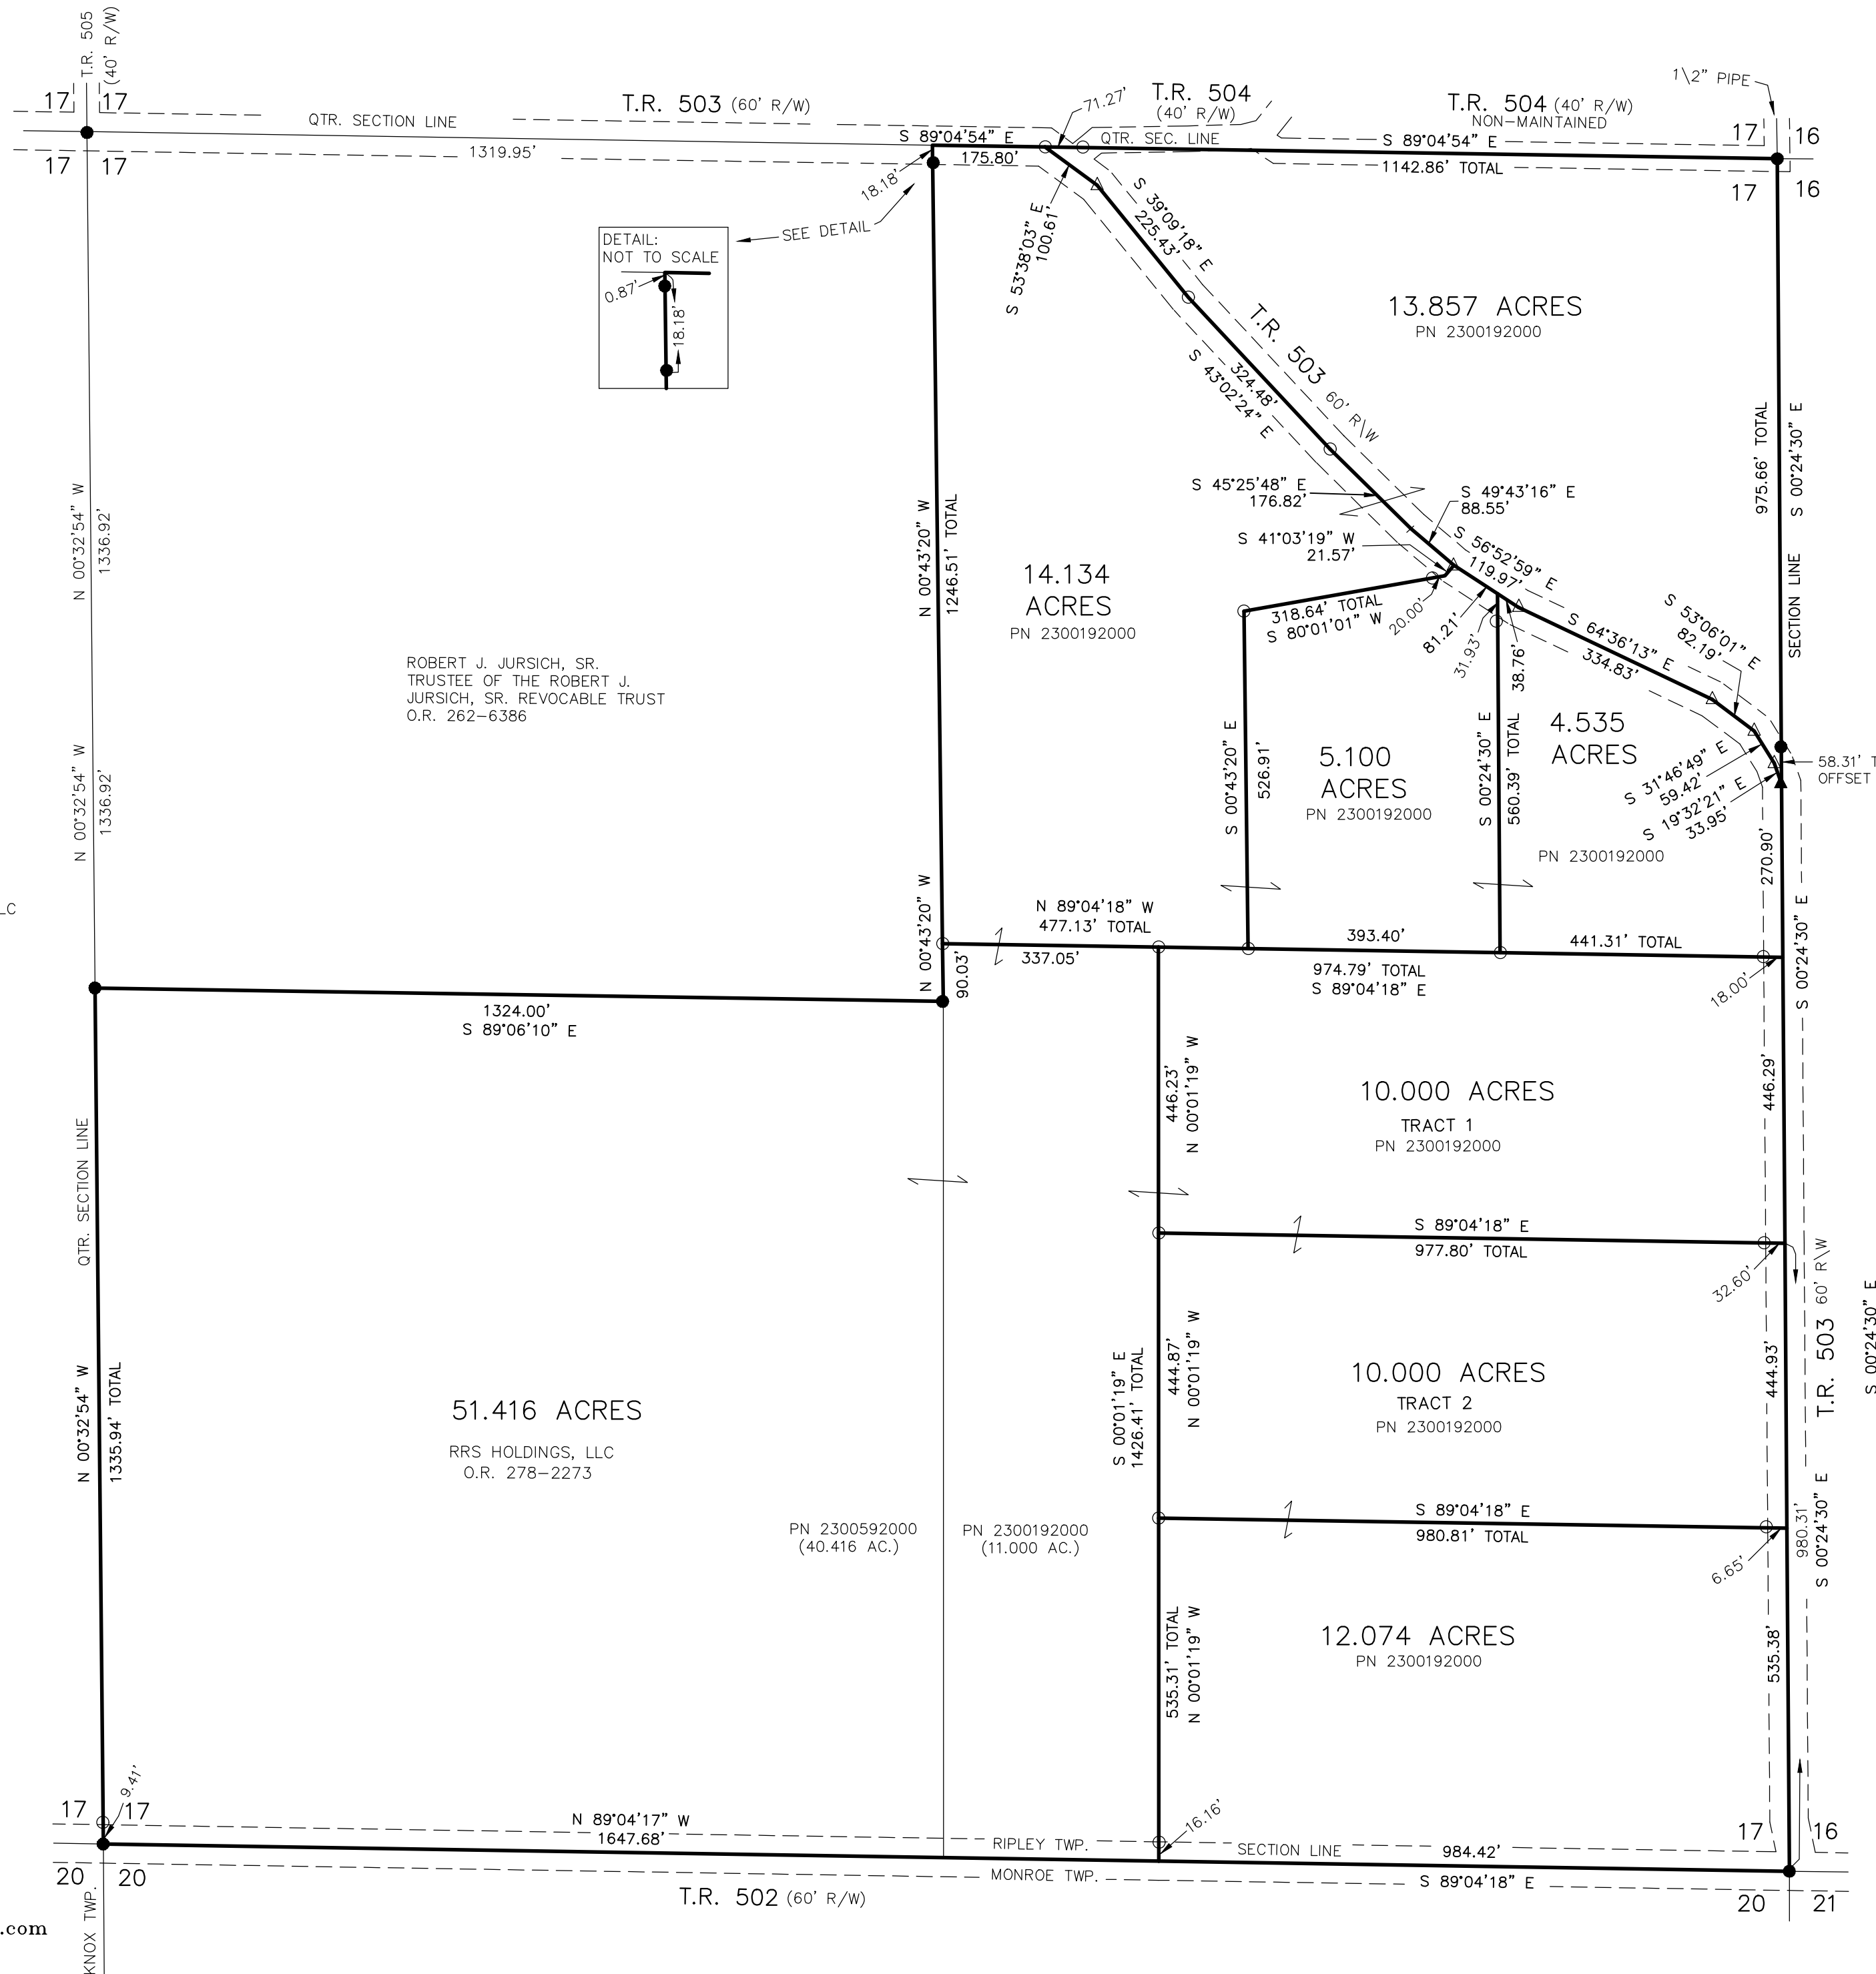 T.R. 505
(40' R/W)
17 17
17 17
T.R. 503 (60' R/W)
QTR. SECTION LINE
1319.95'
S 89°04'54" E
175.80'
18.18'
71.27'
T.R. 504
(40' R/W)
QTR. SEC. LINE
T.R. 504 (40' R/W)
NON-MAINTAINED
S 89°04'54" E
1142.86' TOTAL
1\2" PIPE
17 16
17 16
SEE DETAIL
DETAIL:
NOT TO SCALE
0.87'
18.18'
S 53°38'03" E
100.61'
S 39°09'18" E
225.43'
T.R. 503 60' R\W
324.48'
S 43°02'24" E
13.857 ACRES
PN 2300192000
975.66' TOTAL
S 00°24'30" E
SECTION LINE
N 00°32'54" W
1336.92'
N 00°43'20" W
1246.51' TOTAL
S 45°25'48" E
176.82'
S 49°43'16" E
88.55'
S 41°03'19" W
21.57'
S 56°52'59" E
119.97'
14.134
ACRES
PN 2300192000
318.64' TOTAL
S 80°01'01" W
20.00'
81.21'
31.93'
38.76'
S 64°36'13" E
334.83'
S 53°06'01" E
82.19'
ROBERT J. JURSICH, SR.
TRUSTEE OF THE ROBERT J.
JURSICH, SR. REVOCABLE TRUST
O.R. 262-6386
N 00°32'54" W
1336.92'
S 00°43'20" E
526.91'
5.100
ACRES
PN 2300192000
S 00°24'30" E
560.39' TOTAL
4.535
ACRES
PN 2300192000
S 31°46'49" E
59.42'
S 19°32'21" E
33.95'
58.31' T
OFFSET
270.90'
S 00°24'30" E
LC
N 00°43'20" W
90.03'
N 89°04'18" W
477.13' TOTAL
337.05'
393.40'
441.31' TOTAL
974.79' TOTAL
S 89°04'18" E
18.00'
1324.00'
S 89°06'10" E
446.23'
N 00°01'19" W
10.000 ACRES
TRACT 1
PN 2300192000
446.29'
QTR. SECTION LINE
S 89°04'18" E
977.80' TOTAL
32.60'
T.R. 503 60' R\W
S 00°24'30" E
N 00°32'54" W
1335.94' TOTAL
51.416 ACRES
RRS HOLDINGS, LLC
O.R. 278-2273
S 00°01'19" E
1426.41' TOTAL
444.87'
N 00°01'19" W
10.000 ACRES
TRACT 2
PN 2300192000
444.93'
PN 2300592000
(40.416 AC.)
PN 2300192000
(11.000 AC.)
S 89°04'18" E
980.81' TOTAL
6.65'
980.31'
S 00°24'30" E
535.31' TOTAL
N 00°01'19" W
12.074 ACRES
PN 2300192000
535.38'
9.41'
17 17
N 89°04'17" W
1647.68'
16.16'
RIPLEY TWP.
SECTION LINE
984.42'
17 16
20 20
MONROE TWP.
S 89°04'18" E
T.R. 502 (60' R/W)
20 21
KNOX TWP.
.com